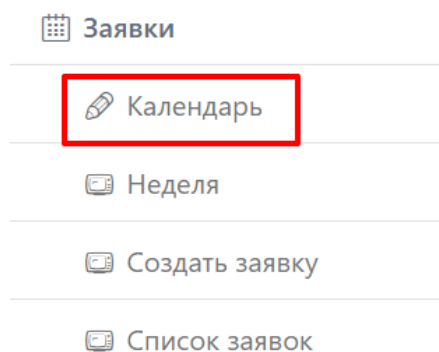 Заявки
Календарь
Неделя
Создать заявку
Список заявок